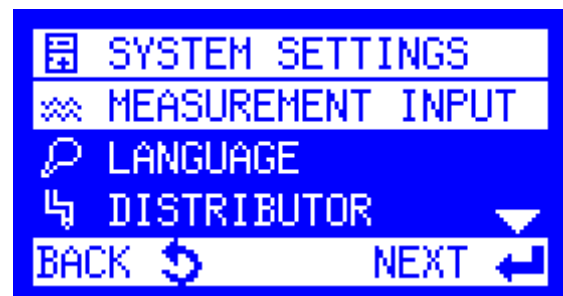 SYSTEM SETTINGS
MEASUREMENT INPUT
LANGUAGE
DISTRIBUTOR
BACK NEXT